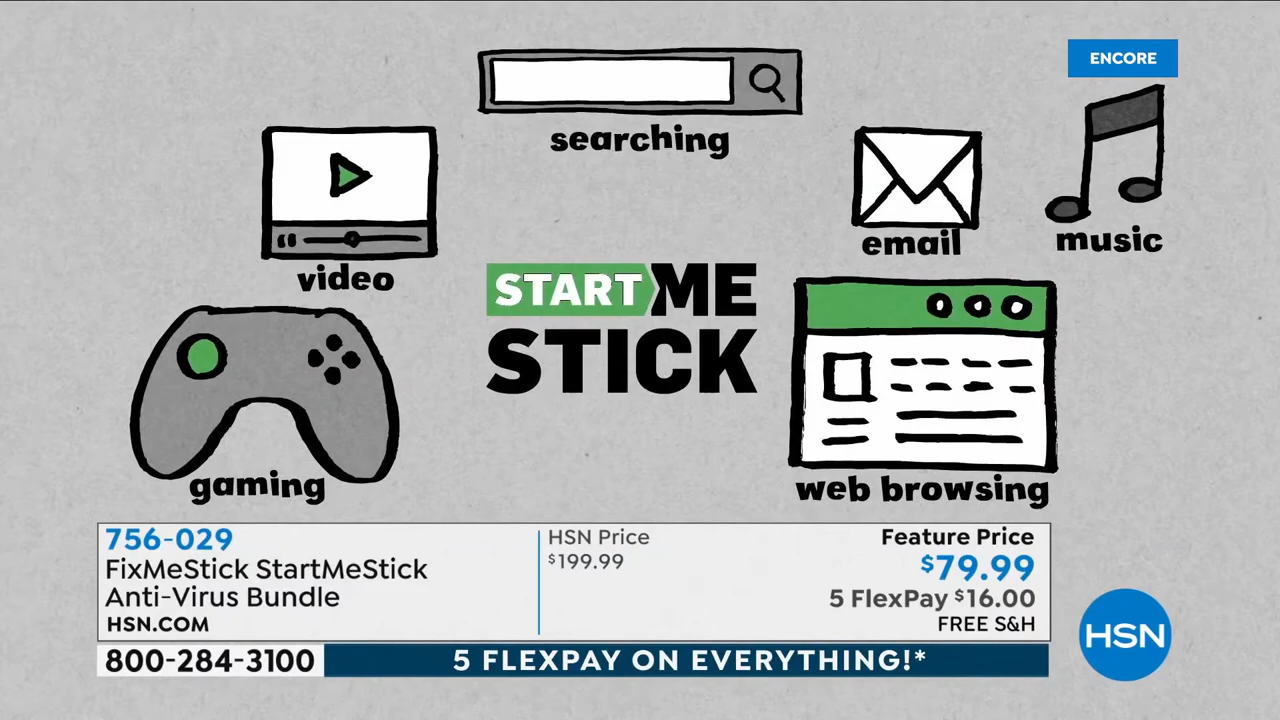 ENCORE
searching
video
email
music
START ME
STICK
gaming
web browsing
756-029
FixMeStick StartMeStick
Anti-Virus Bundle
HSN.COM
HSN Price
$199.99
Feature Price
$79.99
5 FlexPay $16.00
FREE S&H
HSN
800-284-3100
5 FLEXPAY ON EVERYTHING!*